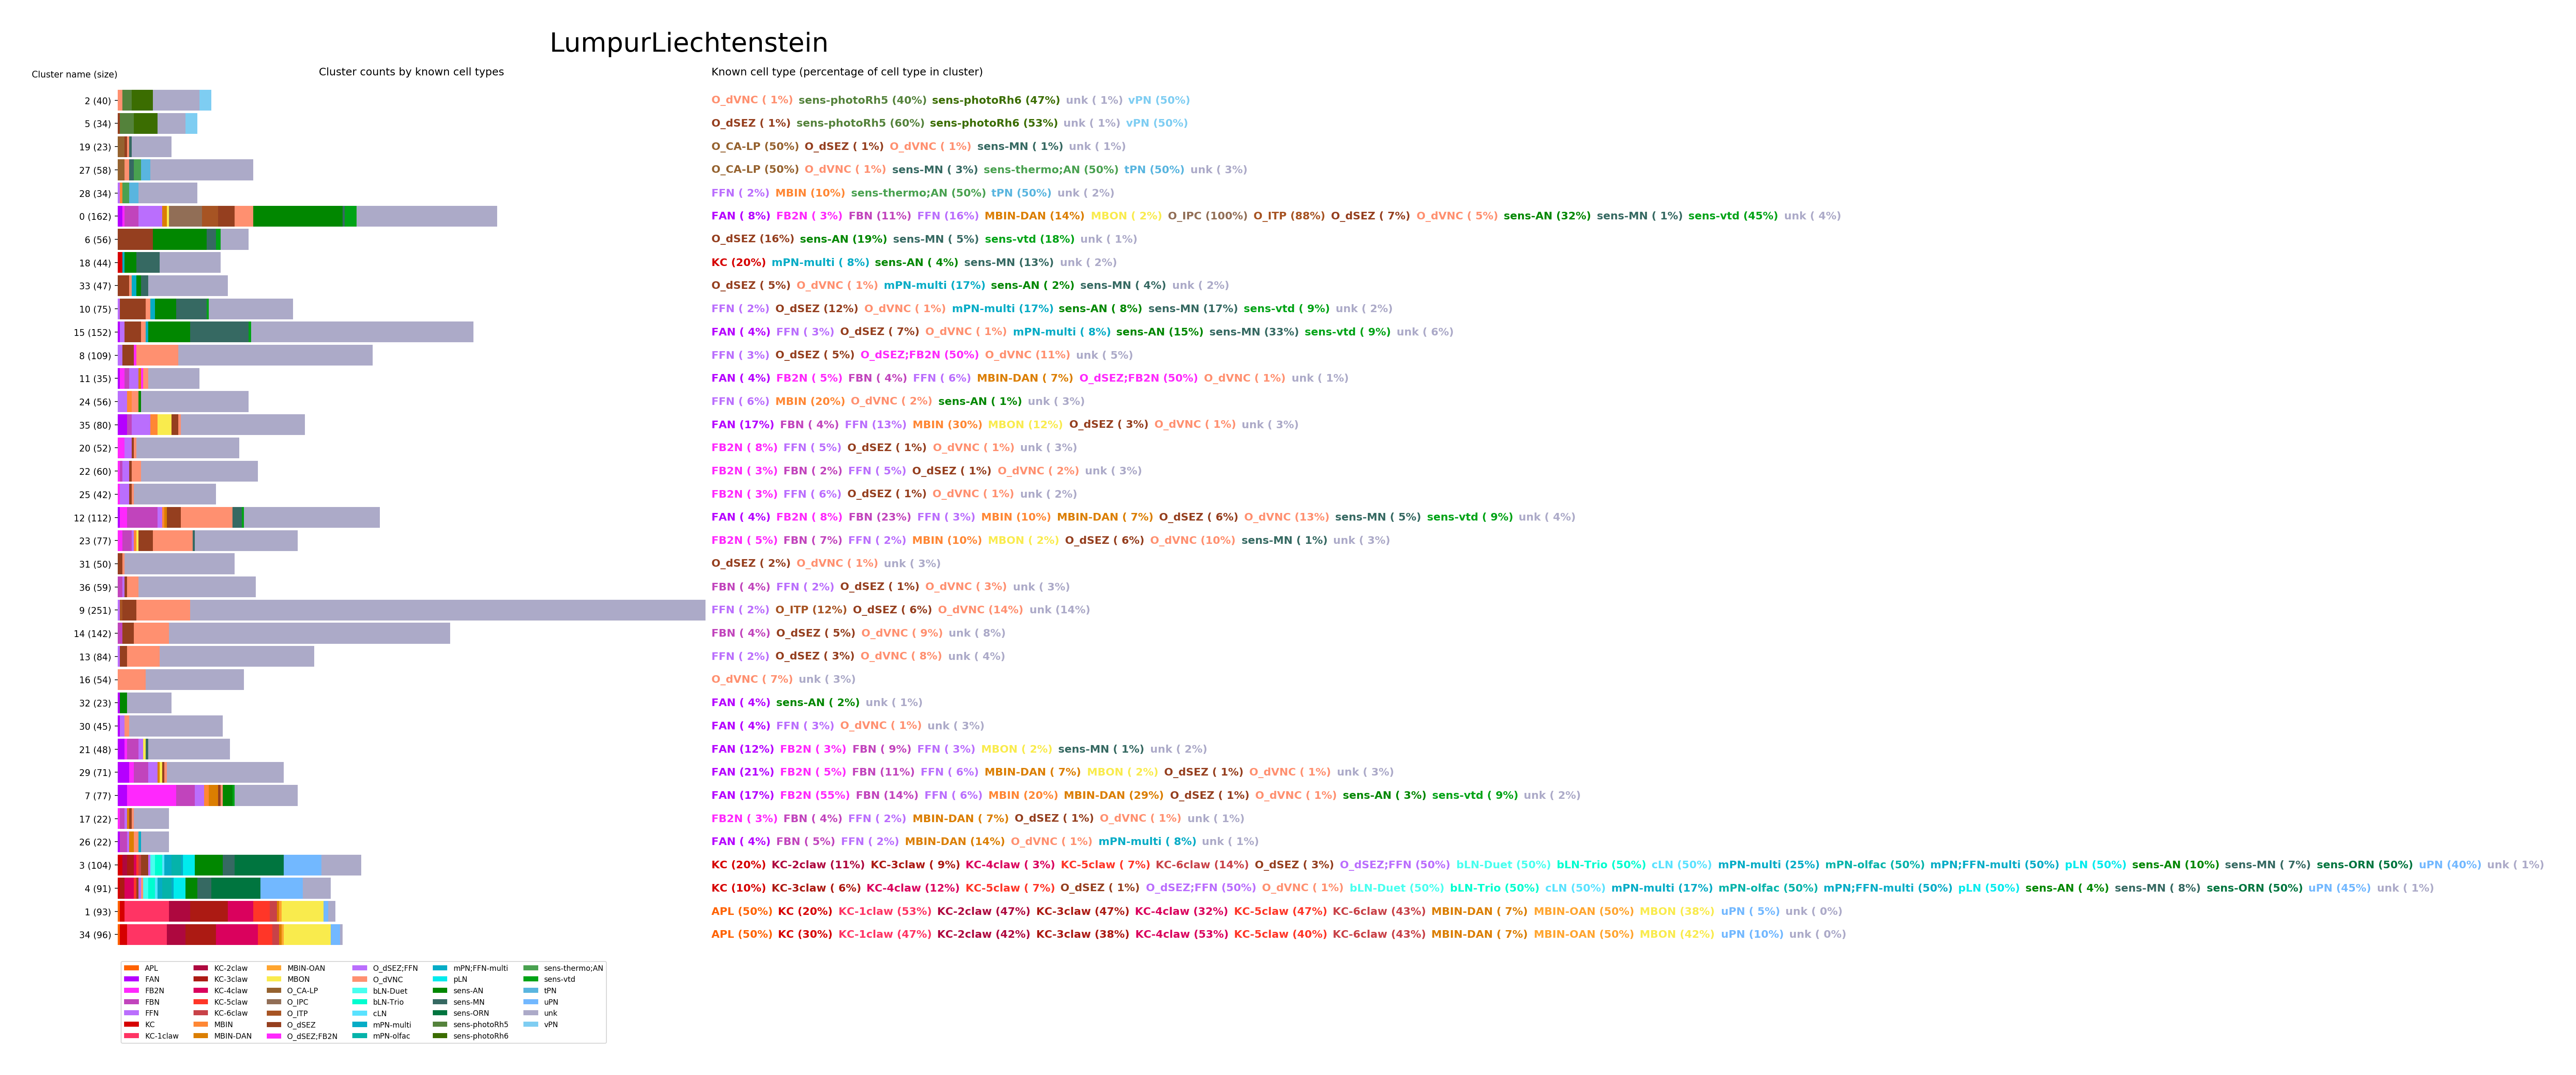 LumpurLiechtenstein
Cluster name (size) Cluster counts by known cell types Known cell type (percentage of cell type in cluster)
2 (40) O_dVNC ( 1%) sens-photoRh5 (40%) sens-photoRh6 (47%) unk ( 1%) vPN (50%)
5 (34) O_dSEZ ( 1%) sens-photoRh5 (60%) sens-photoRh6 (53%) unk ( 1%) vPN (50%)
19 (23) O_CA-LP (50%) O_dSEZ ( 1%) O_dVNC ( 1%) sens-MN ( 1%) unk ( 1%)
27 (58) O_CA-LP (50%) O_dVNC ( 1%) sens-MN ( 3%) sens-thermo;AN (50%) tPN (50%) unk ( 3%)
28 (34) FFN ( 2%) MBIN (10%) sens-thermo;AN (50%) tPN (50%) unk ( 2%)
0 (162) FAN ( 8%) FB2N ( 3%) FBN (11%) FFN (16%) MBIN-DAN (14%) MBON ( 2%) O_IPC (100%) O_ITP (88%) O_dSEZ ( 7%) O_dVNC ( 5%) sens-AN (32%) sens-MN ( 1%) sens-vtd (45%) unk ( 4%)
6 (56) O_dSEZ (16%) sens-AN (19%) sens-MN ( 5%) sens-vtd (18%) unk ( 1%)
18 (44) KC (20%) mPN-multi ( 8%) sens-AN ( 4%) sens-MN (13%) unk ( 2%)
33 (47) O_dSEZ ( 5%) O_dVNC ( 1%) mPN-multi (17%) sens-AN ( 2%) sens-MN ( 4%) unk ( 2%)
10 (75) FFN ( 2%) O_dSEZ (12%) O_dVNC ( 1%) mPN-multi (17%) sens-AN ( 8%) sens-MN (17%) sens-vtd ( 9%) unk ( 2%)
15 (152) FAN ( 4%) FFN ( 3%) O_dSEZ ( 7%) O_dVNC ( 1%) mPN-multi ( 8%) sens-AN (15%) sens-MN (33%) sens-vtd ( 9%) unk ( 6%)
8 (109) FFN ( 3%) O_dSEZ ( 5%) O_dSEZ;FB2N (50%) O_dVNC (11%) unk ( 5%)
11 (35) FAN ( 4%) FB2N ( 5%) FBN ( 4%) FFN ( 6%) MBIN-DAN ( 7%) O_dSEZ;FB2N (50%) O_dVNC ( 1%) unk ( 1%)
24 (56) FFN ( 6%) MBIN (20%) O_dVNC ( 2%) sens-AN ( 1%) unk ( 3%)
35 (80) FAN (17%) FBN ( 4%) FFN (13%) MBIN (30%) MBON (12%) O_dSEZ ( 3%) O_dVNC ( 1%) unk ( 3%)
20 (52) FB2N ( 8%) FFN ( 5%) O_dSEZ ( 1%) O_dVNC ( 1%) unk ( 3%)
22 (60) FB2N ( 3%) FBN ( 2%) FFN ( 5%) O_dSEZ ( 1%) O_dVNC ( 2%) unk ( 3%)
25 (42) FB2N ( 3%) FFN ( 6%) O_dSEZ ( 1%) O_dVNC ( 1%) unk ( 2%)
12 (112) FAN ( 4%) FB2N ( 8%) FBN (23%) FFN ( 3%) MBIN (10%) MBIN-DAN ( 7%) O_dSEZ ( 6%) O_dVNC (13%) sens-MN ( 5%) sens-vtd ( 9%) unk ( 4%)
23 (77) FB2N ( 5%) FBN ( 7%) FFN ( 2%) MBIN (10%) MBON ( 2%) O_dSEZ ( 6%) O_dVNC (10%) sens-MN ( 1%) unk ( 3%)
31 (50) O_dSEZ ( 2%) O_dVNC ( 1%) unk ( 3%)
36 (59) FBN ( 4%) FFN ( 2%) O_dSEZ ( 1%) O_dVNC ( 3%) unk ( 3%)
9 (251) FFN ( 2%) O_ITP (12%) O_dSEZ ( 6%) O_dVNC (14%) unk (14%)
14 (142) FBN ( 4%) O_dSEZ ( 5%) O_dVNC ( 9%) unk ( 8%)
13 (84) FFN ( 2%) O_dSEZ ( 3%) O_dVNC ( 8%) unk ( 4%)
16 (54) O_dVNC ( 7%) unk ( 3%)
32 (23) FAN ( 4%) sens-AN ( 2%) unk ( 1%)
30 (45) FAN ( 4%) FFN ( 3%) O_dVNC ( 1%) unk ( 3%)
21 (48) FAN (12%) FB2N ( 3%) FBN ( 9%) FFN ( 3%) MBON ( 2%) sens-MN ( 1%) unk ( 2%)
29 (71) FAN (21%) FB2N ( 5%) FBN (11%) FFN ( 6%) MBIN-DAN ( 7%) MBON ( 2%) O_dSEZ ( 1%) O_dVNC ( 1%) unk ( 3%)
7 (77) FAN (17%) FB2N (55%) FBN (14%) FFN ( 6%) MBIN (20%) MBIN-DAN (29%) O_dSEZ ( 1%) O_dVNC ( 1%) sens-AN ( 3%) sens-vtd ( 9%) unk ( 2%)
17 (22) FB2N ( 3%) FBN ( 4%) FFN ( 2%) MBIN-DAN ( 7%) O_dSEZ ( 1%) O_dVNC ( 1%) unk ( 1%)
26 (22) FAN ( 4%) FBN ( 5%) FFN ( 2%) MBIN-DAN (14%) O_dVNC ( 1%) mPN-multi ( 8%) unk ( 1%)
3 (104) KC (20%) KC-2claw (11%) KC-3claw ( 9%) KC-4claw ( 3%) KC-5claw ( 7%) KC-6claw (14%) O_dSEZ ( 3%) O_dSEZ;FFN (50%) bLN-Duet (50%) bLN-Trio (50%) cLN (50%) mPN-multi (25%) mPN-olfac (50%) mPN;FFN-multi (50%) pLN (50%) sens-AN (10%) sens-MN ( 7%) sens-ORN (50%) uPN (40%) unk ( 1%)
4 (91) KC (10%) KC-3claw ( 6%) KC-4claw (12%) KC-5claw ( 7%) O_dSEZ ( 1%) O_dSEZ;FFN (50%) O_dVNC ( 1%) bLN-Duet (50%) bLN-Trio (50%) cLN (50%) mPN-multi (17%) mPN-olfac (50%) mPN;FFN-multi (50%) pLN (50%) sens-AN ( 4%) sens-MN ( 8%) sens-ORN (50%) uPN (45%) unk ( 1%)
1 (93) APL (50%) KC (20%) KC-1claw (53%) KC-2claw (47%) KC-3claw (47%) KC-4claw (32%) KC-5claw (47%) KC-6claw (43%) MBIN-DAN ( 7%) MBIN-OAN (50%) MBON (38%) uPN ( 5%) unk ( 0%)
34 (96) APL (50%) KC (30%) KC-1claw (47%) KC-2claw (42%) KC-3claw (38%) KC-4claw (53%) KC-5claw (40%) KC-6claw (43%) MBIN-DAN ( 7%) MBIN-OAN (50%) MBON (42%) uPN (10%) unk ( 0%)
APL KC-2claw MBIN-OAN O_dSEZ;FFN mPN;FFN-multi sens-thermo;AN
FAN KC-3claw MBON O_dVNC pLN sens-vtd
FB2N KC-4claw O_CA-LP bLN-Duet sens-AN tPN
FBN KC-5claw O_IPC bLN-Trio sens-MN uPN
FFN KC-6claw O_ITP cLN sens-ORN unk
KC MBIN O_dSEZ mPN-multi sens-photoRh5 vPN
KC-1claw MBIN-DAN O_dSEZ;FB2N mPN-olfac sens-photoRh6